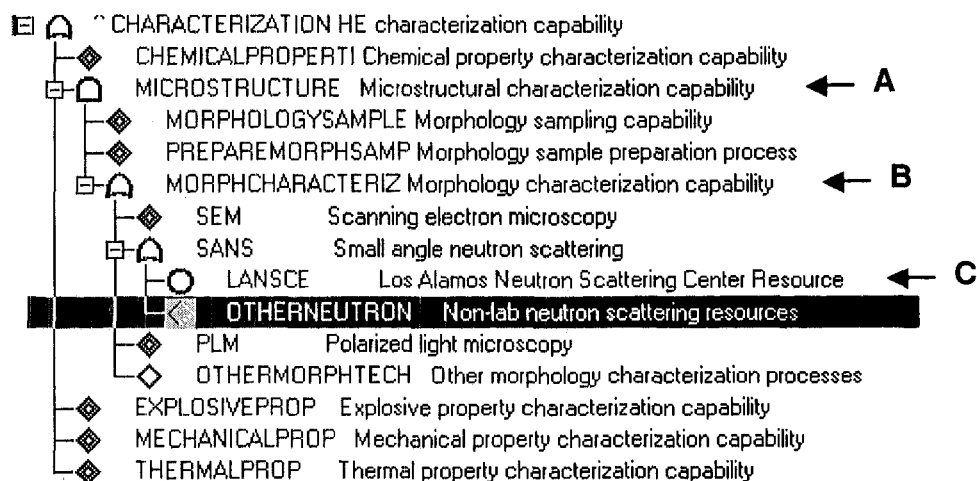 CHARACTERIZATION HE characterization capability
CHEMICALPROPERTI Chemical property characterization capability
MICROSTRUCTURE Microstructural characterization capability A
MORPHOLOGYSAMPLE Morphology sampling capability
PREPAREMORPHSAMP Morphology sample preparation process
MORPHCHARACTERIZ Morphology characterization capability B
SEM Scanning electron microscopy
SANS Small angle neutron scattering
LANSCE Los Alamos Neutron Scattering Center Resource C
OTHERNEUTRON Non-lab neutron scattering resources
PLM Polarized light microscopy
OTHERMORPHTECH Other morphology characterization processes
EXPLOSIVEPROP Explosive property characterization capability
MECHANICALPROP Mechanical property characterization capability
THERMALPROP Thermal property characterization capability